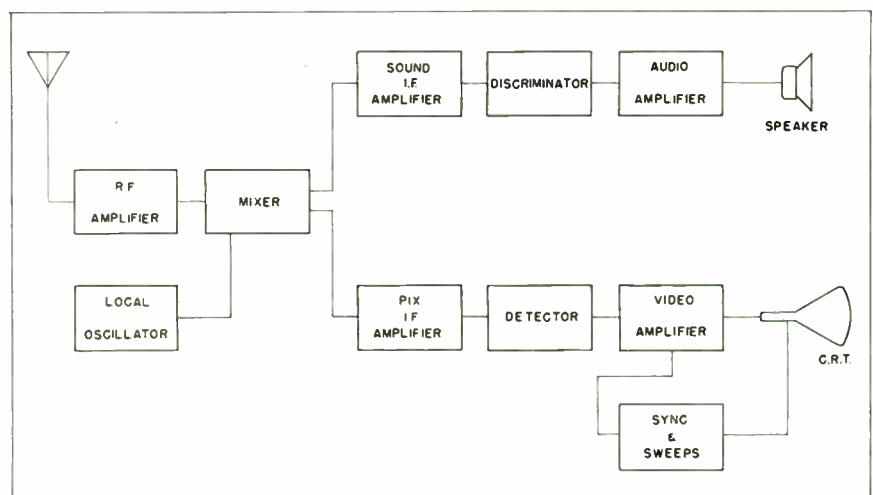 SOUND
I.F.
AMPLIFIER
DISCRIMINATOR
AUDIO
AMPLIFIER
SPEAKER
R F
AMPLIFIER
MIXER
LOCAL
OSCILLATOR
PIX
I F
AMPLIFIER
DETECTOR
VIDEO
AMPLIFIER
C.R.T.
SYNC
&
SWEEPS